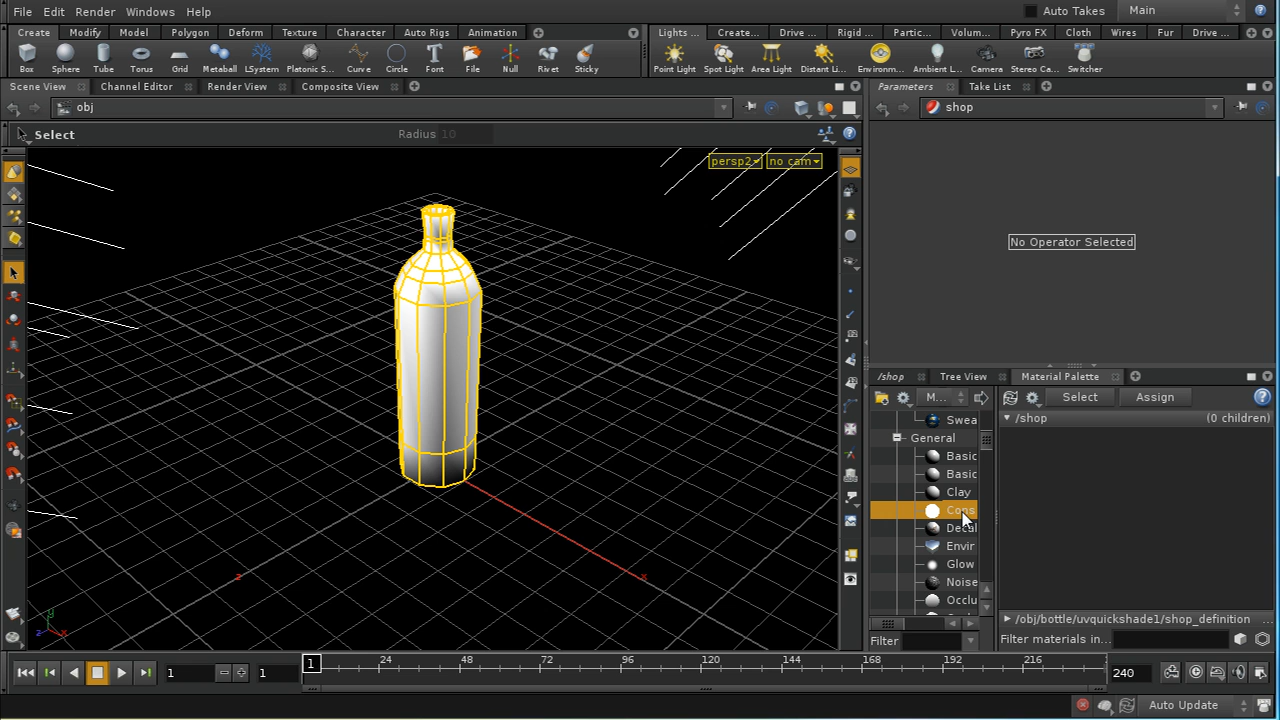 File Edit Render Windows Help Auto Takes Main
Create Modify Model Polygon Deform Texture Character Auto Rigs Animation Lights ... Create... Drive ... Rigid ... Partic... Volum... Pyro FX Cloth Wires Fur Drive ...
Box Sphere Tube Torus Grid Metaball LSystem Platonic S... Curve Circle Font File Null Rivet Sticky Point Light Spot Light Area Light Distant Li... Environm... Ambient L... Camera Stereo Ca... Switcher
Scene View Channel Editor Render View Composite View Parameters Take List
obj shop
Select Radius 10
persp2 no cam
No Operator Selected
/shop Tree View Material Palette
M... Select Assign
Swea /shop (0 children)
General
Basic
Basic
Clay
Cons
Decal
Envir
Glow
Noise
Occlu
/obj/bottle/uvquickshade1/shop_definition ...
Filter Filter materials in...
z x
y
z x
1 1 1 24 48 72 96 120 144 168 192 216 240
Auto Update